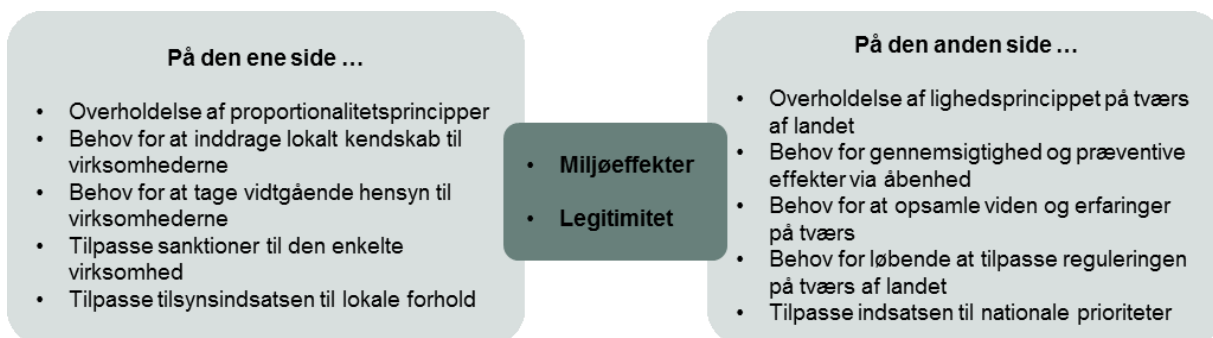 På den ene side …
• Overholdelse af proportionalitetsprincipper
• Behov for at inddrage lokalt kendskab til
virksomhederne
• Behov for at tage vidtgående hensyn til
virksomhederne
• Tilpasse sanktioner til den enkelte
virksomhed
• Tilpasse tilsynsindsatsen til lokale forhold
• Miljøeffekter
• Legitimitet
På den anden side …
• Overholdelse af lighedsprincippet på tværs
af landet
• Behov for gennemsigtighed og præventive
effekter via åbenhed
• Behov for at opsamle viden og erfaringer
på tværs
• Behov for løbende at tilpasse reguleringen
på tværs af landet
• Tilpasse indsatsen til nationale prioriteter